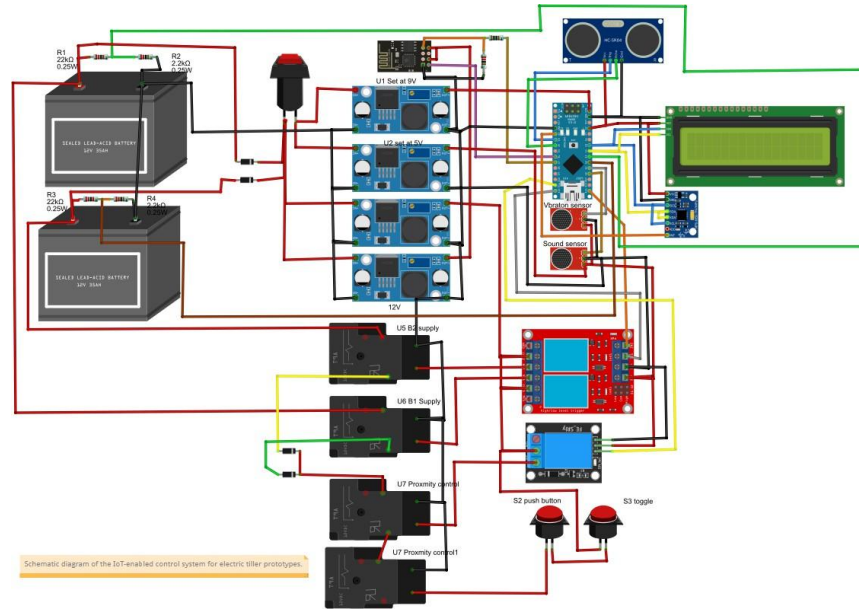 R1
22kΩ
0.25W
R2
2.2kΩ
0.25W
SEALED LEAD-ACID BATTERY
12V 35AH
R3
22kΩ
0.25W
R4
2.2kΩ
0.25W
SEALED LEAD-ACID BATTERY
12V 35AH
U1 Set at 9V
U2 set at 5V
12V
HC-SR04
Vbraton sensor
Sound sensor
U5 B2 supply
U6 B1 Supply
U7 Proxmity control
U7 Proxmity control1
S2 push button
S3 toggle
Schematic diagram of the IoT-enabled control system for electric tiller prototypes.